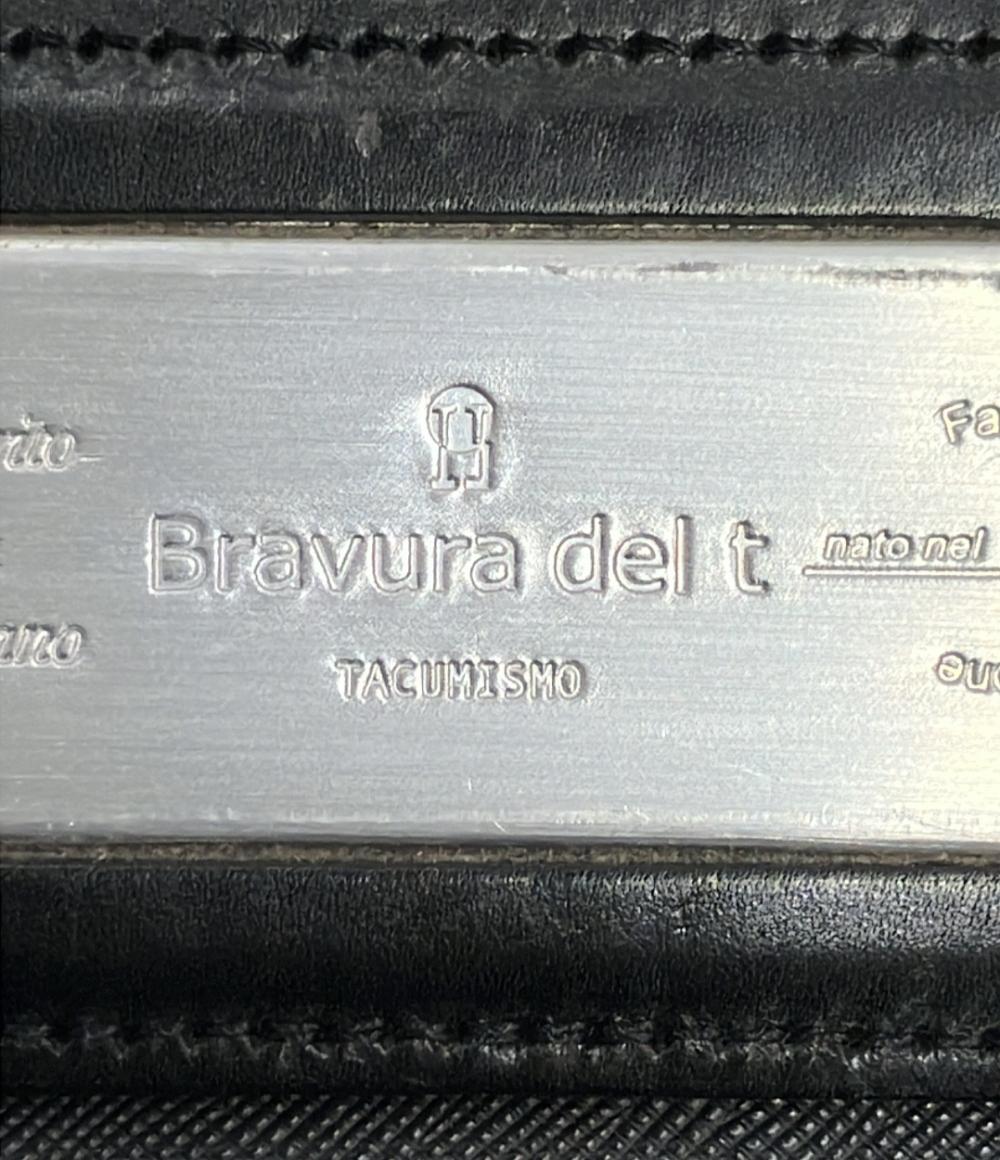 Bravura del t
nato nel
TACUMISMO